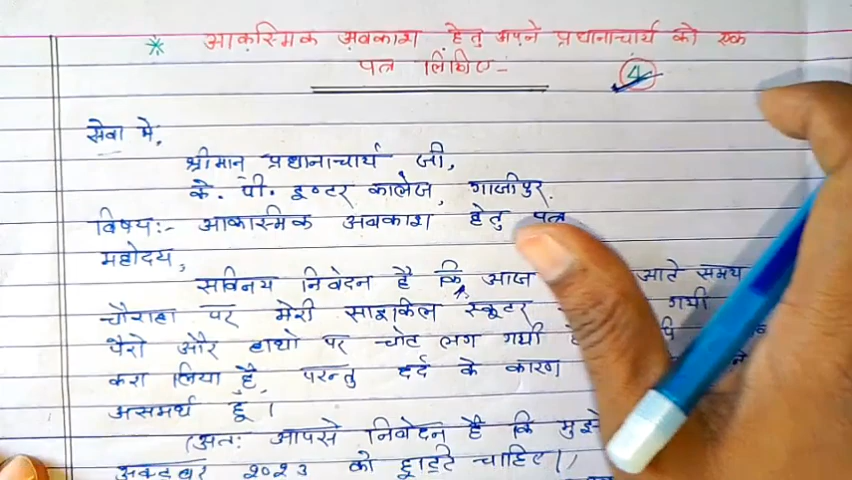 * आकस्मिक अवकाश हेतु अपने प्रधानाचार्य को एक
पत्र लिखिए-
4
सेवा मे,
श्रीमान् प्रधानाचार्य जी,
के. पी. इण्टर कालेज, गाजीपुर.
विषय:- आकास्मिक अवकाश हेतु पत्र
महोदय,
सविनय निवेदन है कि आज आते समय
चौराहा पर मेरी साइकिल स्कूटर गयी
पैरो और हाथो पर चोट लग गयी
करा लिया है, परन्तु दर्द के कारण ने
असमर्थ हूं।
(अतः आपसे निवेदन है कि मुझे
अक्टूबर २०२३ को छुट्टि चाहिए।)